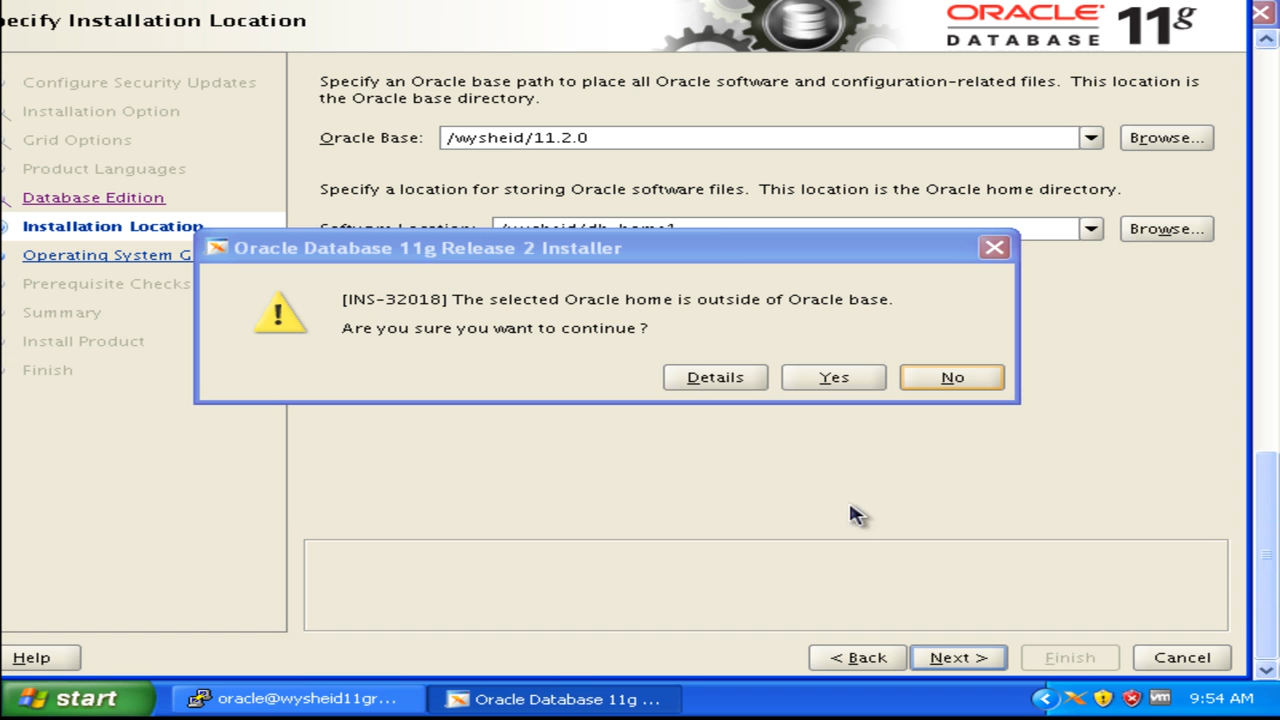 ecify Installation Location
ORACLE
DATABASE
11g
Configure Security Updates
Installation Option
Grid Options
Product Languages
Database Edition
Installation Location
Operating System G
Prerequisite Checks
Summary
Install Product
Finish
Specify an Oracle base path to place all Oracle software and configuration-related files. This location is
the Oracle base directory.
Oracle Base: /wysheid/11.2.0 Browse...
Specify a location for storing Oracle software files. This location is the Oracle home directory.
Software Location: /wysheid/db_home1 Browse...
Oracle Database 11g Release 2 Installer
[INS-32018] The selected Oracle home is outside of Oracle base.
Are you sure you want to continue?
Details Yes No
Help < Back Next > Finish Cancel
start oracle@wysheid11gr... Oracle Database 11g ... vm 9:54 AM